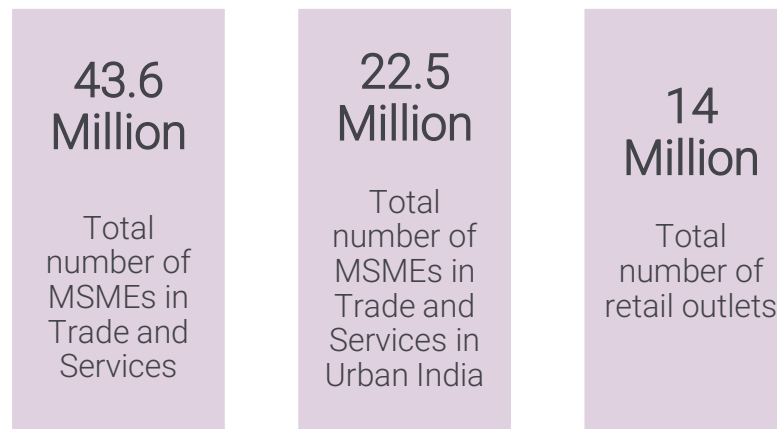 43.6
Million
Total
number of
MSMEs in
Trade and
Services
22.5
Million
Total
number of
MSMEs in
Trade and
Services in
Urban India
14
Million
Total
number of
retail outlets